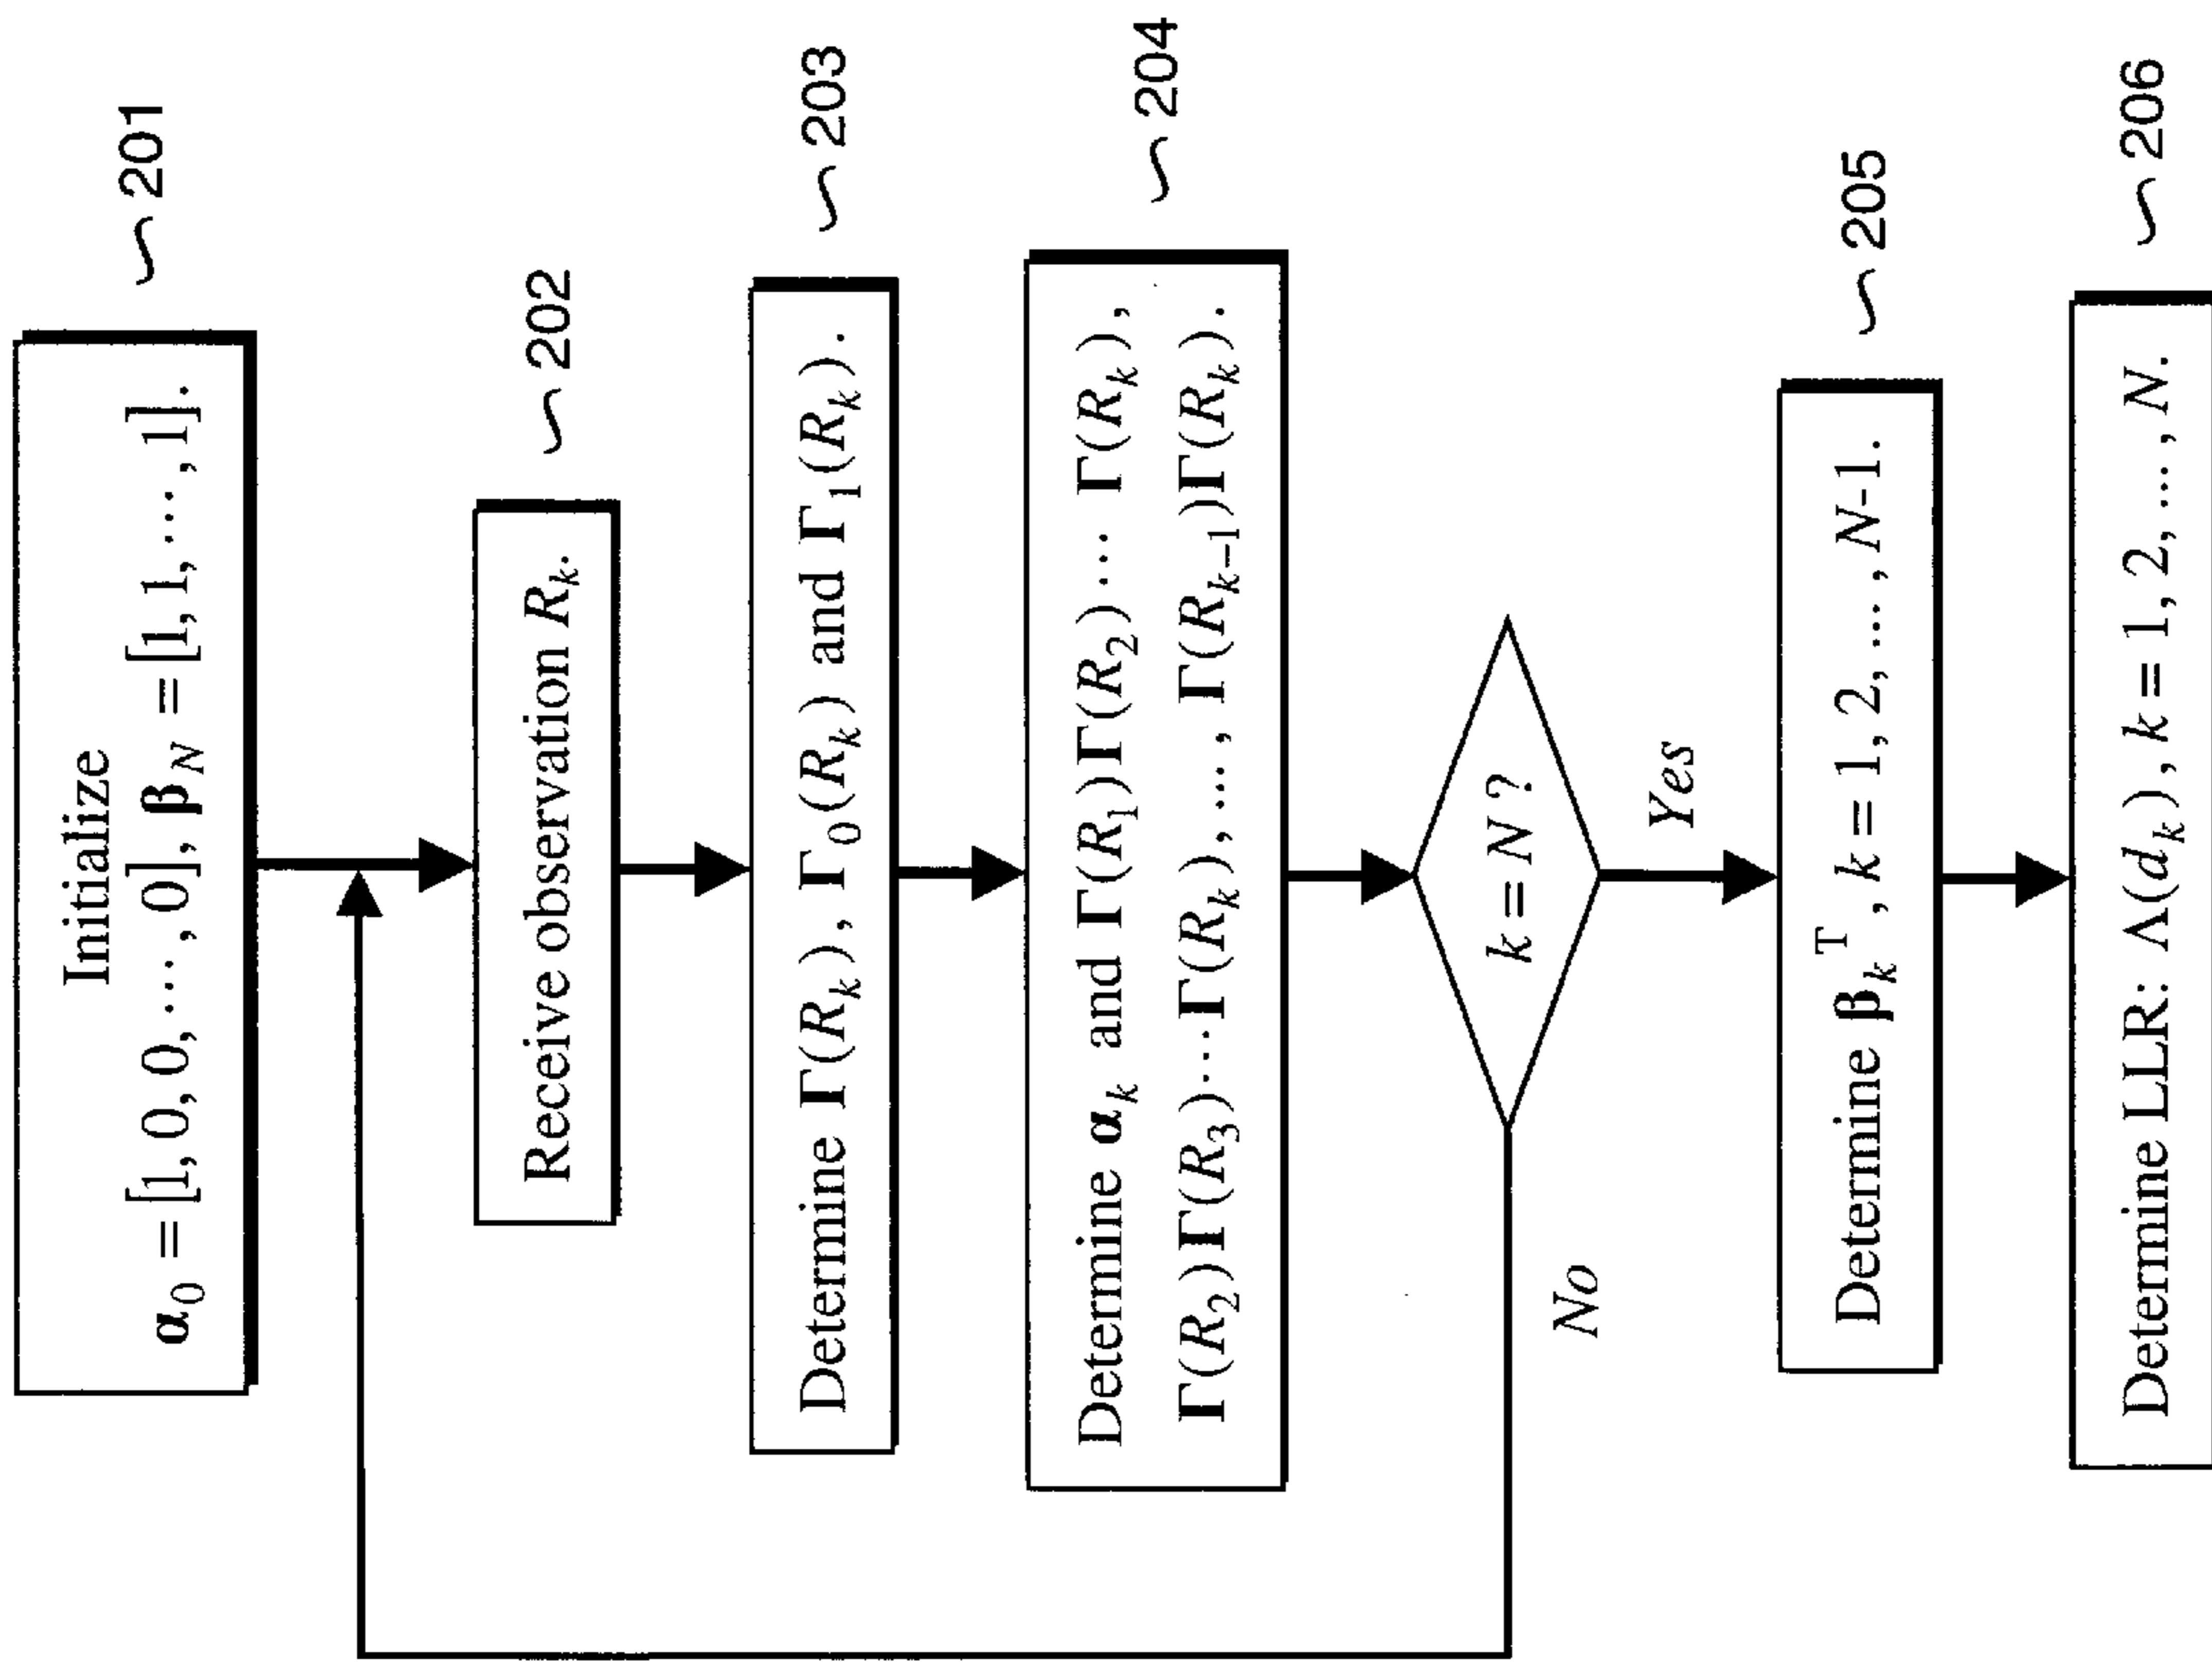 Initialize
α₀ = [1, 0, 0, ⋯, 0], β_N = [1, 1, ⋯, 1].
201
Receive observation R_k.
202
Determine Γ(R_k), Γ₀(R_k) and Γ₁(R_k).
203
Determine α_k and Γ(R₁)Γ(R₂)⋯ Γ(R_k),
Γ(R₂)Γ(R₃)⋯Γ(R_k), ..., Γ(R_{k−1})Γ(R_k).
204
k = N ?
No
Yes
Determine β_k^T, k = 1, 2, ..., N-1.
205
Determine LLR: Λ(d_k), k = 1, 2, ..., N.
206